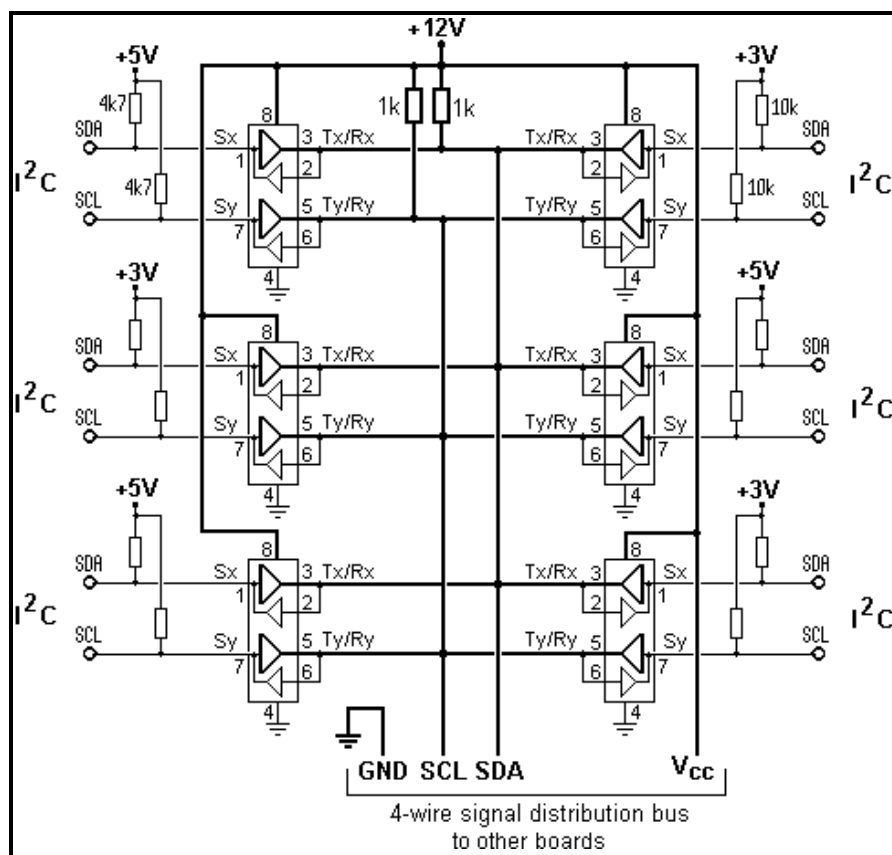 +12V
+5V +3V
4k7 1k 1k 10k
8 8
SDA Sx 3 Tx/Rx Tx/Rx 3 Sx SDA
1 2 2 1
I²C 4k7 10k I²C
SCL Sy 5 Ty/Ry Ty/Ry 5 Sy SCL
7 6 6 7
4 4
+3V +5V
8 8
SDA Sx 3 Tx/Rx Tx/Rx 3 Sx SDA
1 2 2 1
I²C I²C
SCL Sy 5 Ty/Ry Ty/Ry 5 Sy SCL
7 6 6 7
4 4
+5V +3V
8 8
SDA Sx 3 Tx/Rx Tx/Rx 3 Sx SDA
1 2 2 1
I²C I²C
SCL Sy 5 Ty/Ry Ty/Ry 5 Sy SCL
7 6 6 7
4 4
GND SCL SDA VCC
4-wire signal distribution bus
to other boards